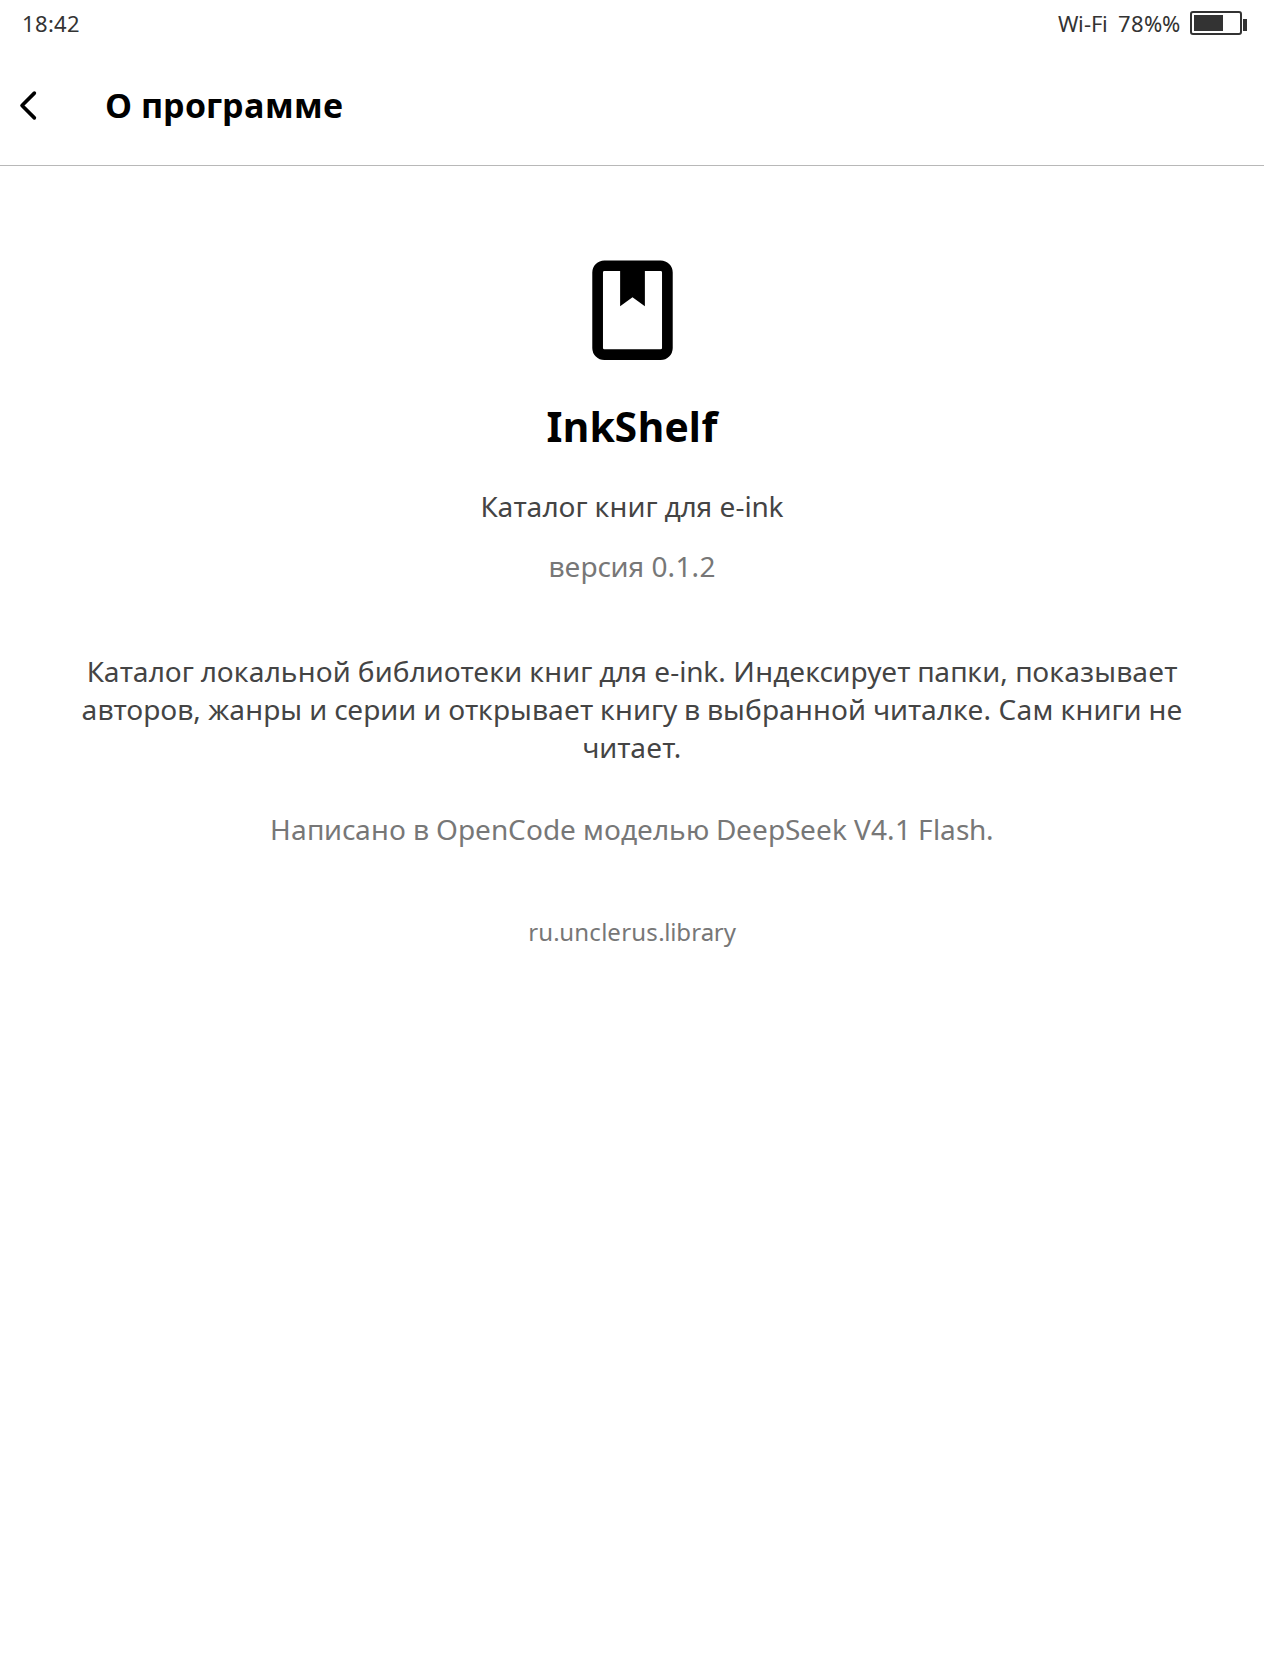 18:42
Wi-Fi 78%%
О программе
InkShelf
Каталог книг для e-ink
версия 0.1.2
Каталог локальной библиотеки книг для e-ink. Индексирует папки, показывает
авторов, жанры и серии и открывает книгу в выбранной читалке. Сам книги не
читает.
Написано в OpenCode моделью DeepSeek V4.1 Flash.
ru.unclerus.library